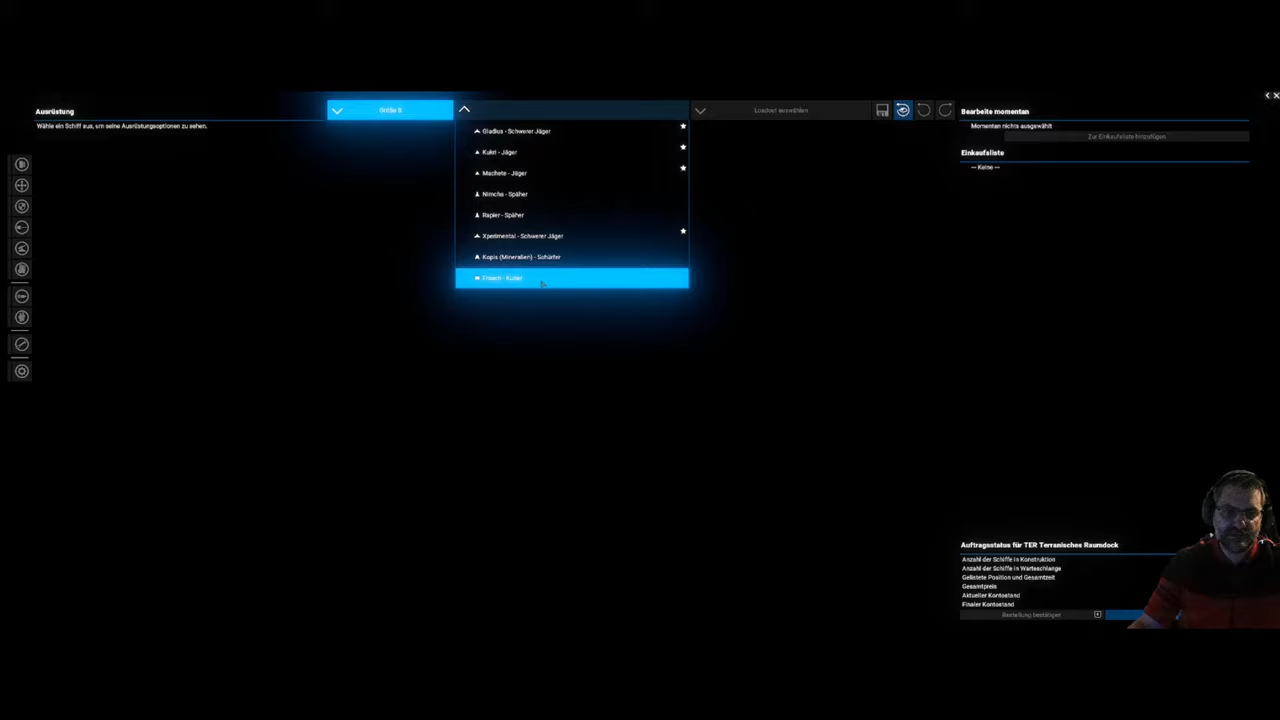 Ausrüstung
Wähle ein Schiff aus, um seine Ausrüstungsoptionen zu sehen.
Größe S
Gladius - Schwerer Jäger
Kukri - Jäger
Machete - Jäger
Nimcha - Späher
Rapier - Späher
Xperimental - Schwerer Jäger
Kopis (Mineralien) - Schürfer
Frosch - Kurier
Loadout auswählen
Bearbeite momentan
Momentan nichts ausgewählt
Zur Einkaufsliste hinzufügen
Einkaufsliste
-- Keine --
Auftragsstatus für TER Terranisches Raumdock
Anzahl der Schiffe in Konstruktion
Anzahl der Schiffe in Warteschlange
Gelistete Position und Gesamtzeit
Gesamtpreis
Aktueller Kontostand
Finaler Kontostand
Bestellung bestätigen